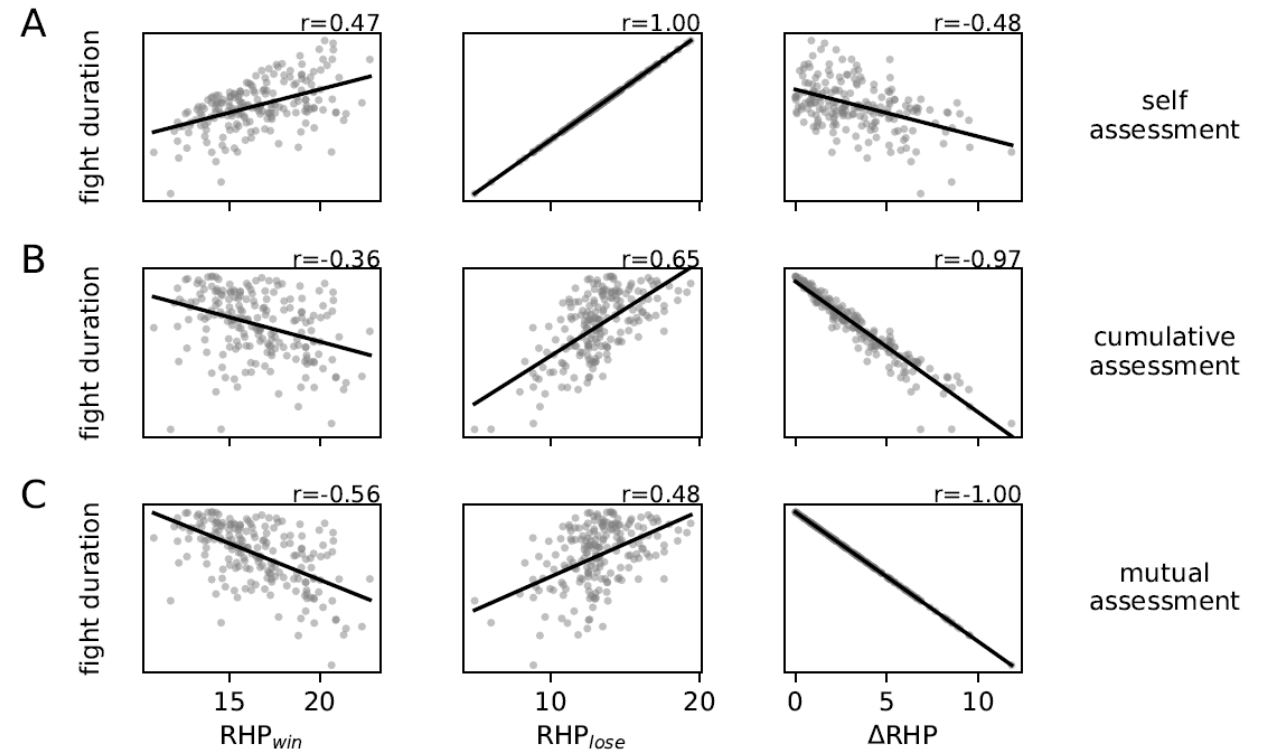 A
r=0.47
r=1.00
r=-0.48
fight duration
self
assessment
B
r=-0.36
r=0.65
r=-0.97
fight duration
cumulative
assessment
C
r=-0.56
r=0.48
r=-1.00
fight duration
mutual
assessment
15 20
10 20
0 5 10
RHPwin
RHPlose
ΔRHP